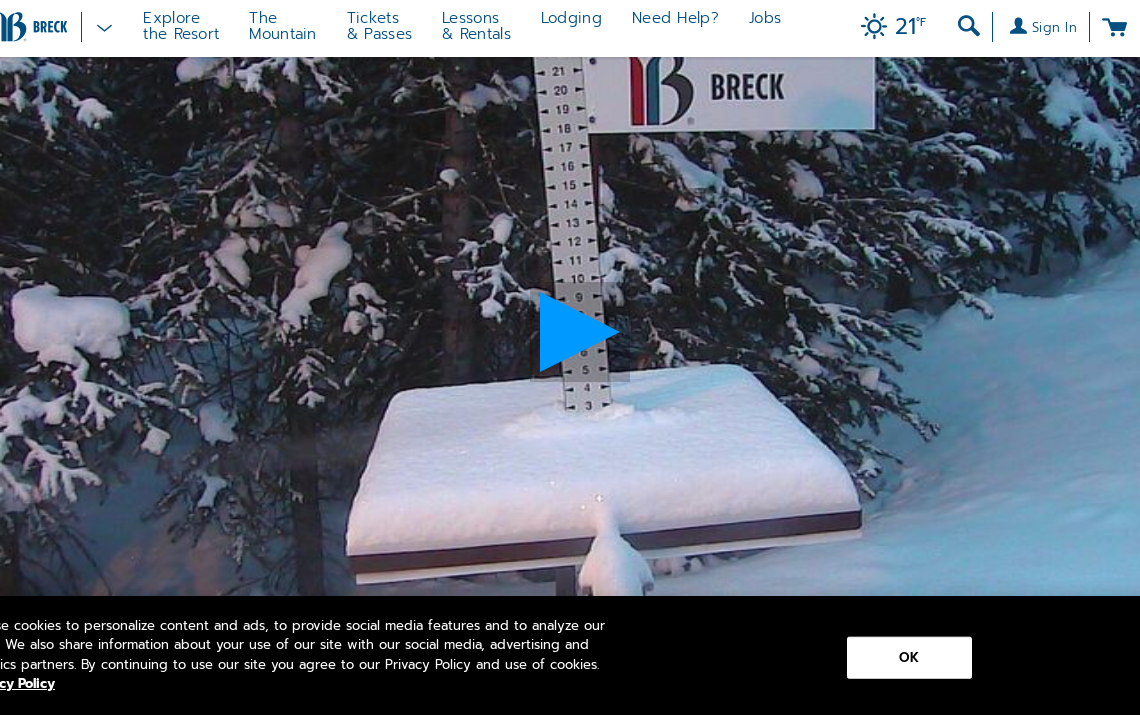 BRECK
Explore
the Resort
The
Mountain
Tickets
& Passes
Lessons
& Rentals
Lodging
Need Help?
Jobs
21°F
Sign In
BRECK
21
20
19
18
17
16
15
14
13
12
11
10
9
6
5
4
3
se cookies to personalize content and ads, to provide social media features and to analyze our
We also share information about your use of our site with our social media, advertising and
ics partners. By continuing to use our site you agree to our Privacy Policy and use of cookies.
cy Policy
OK